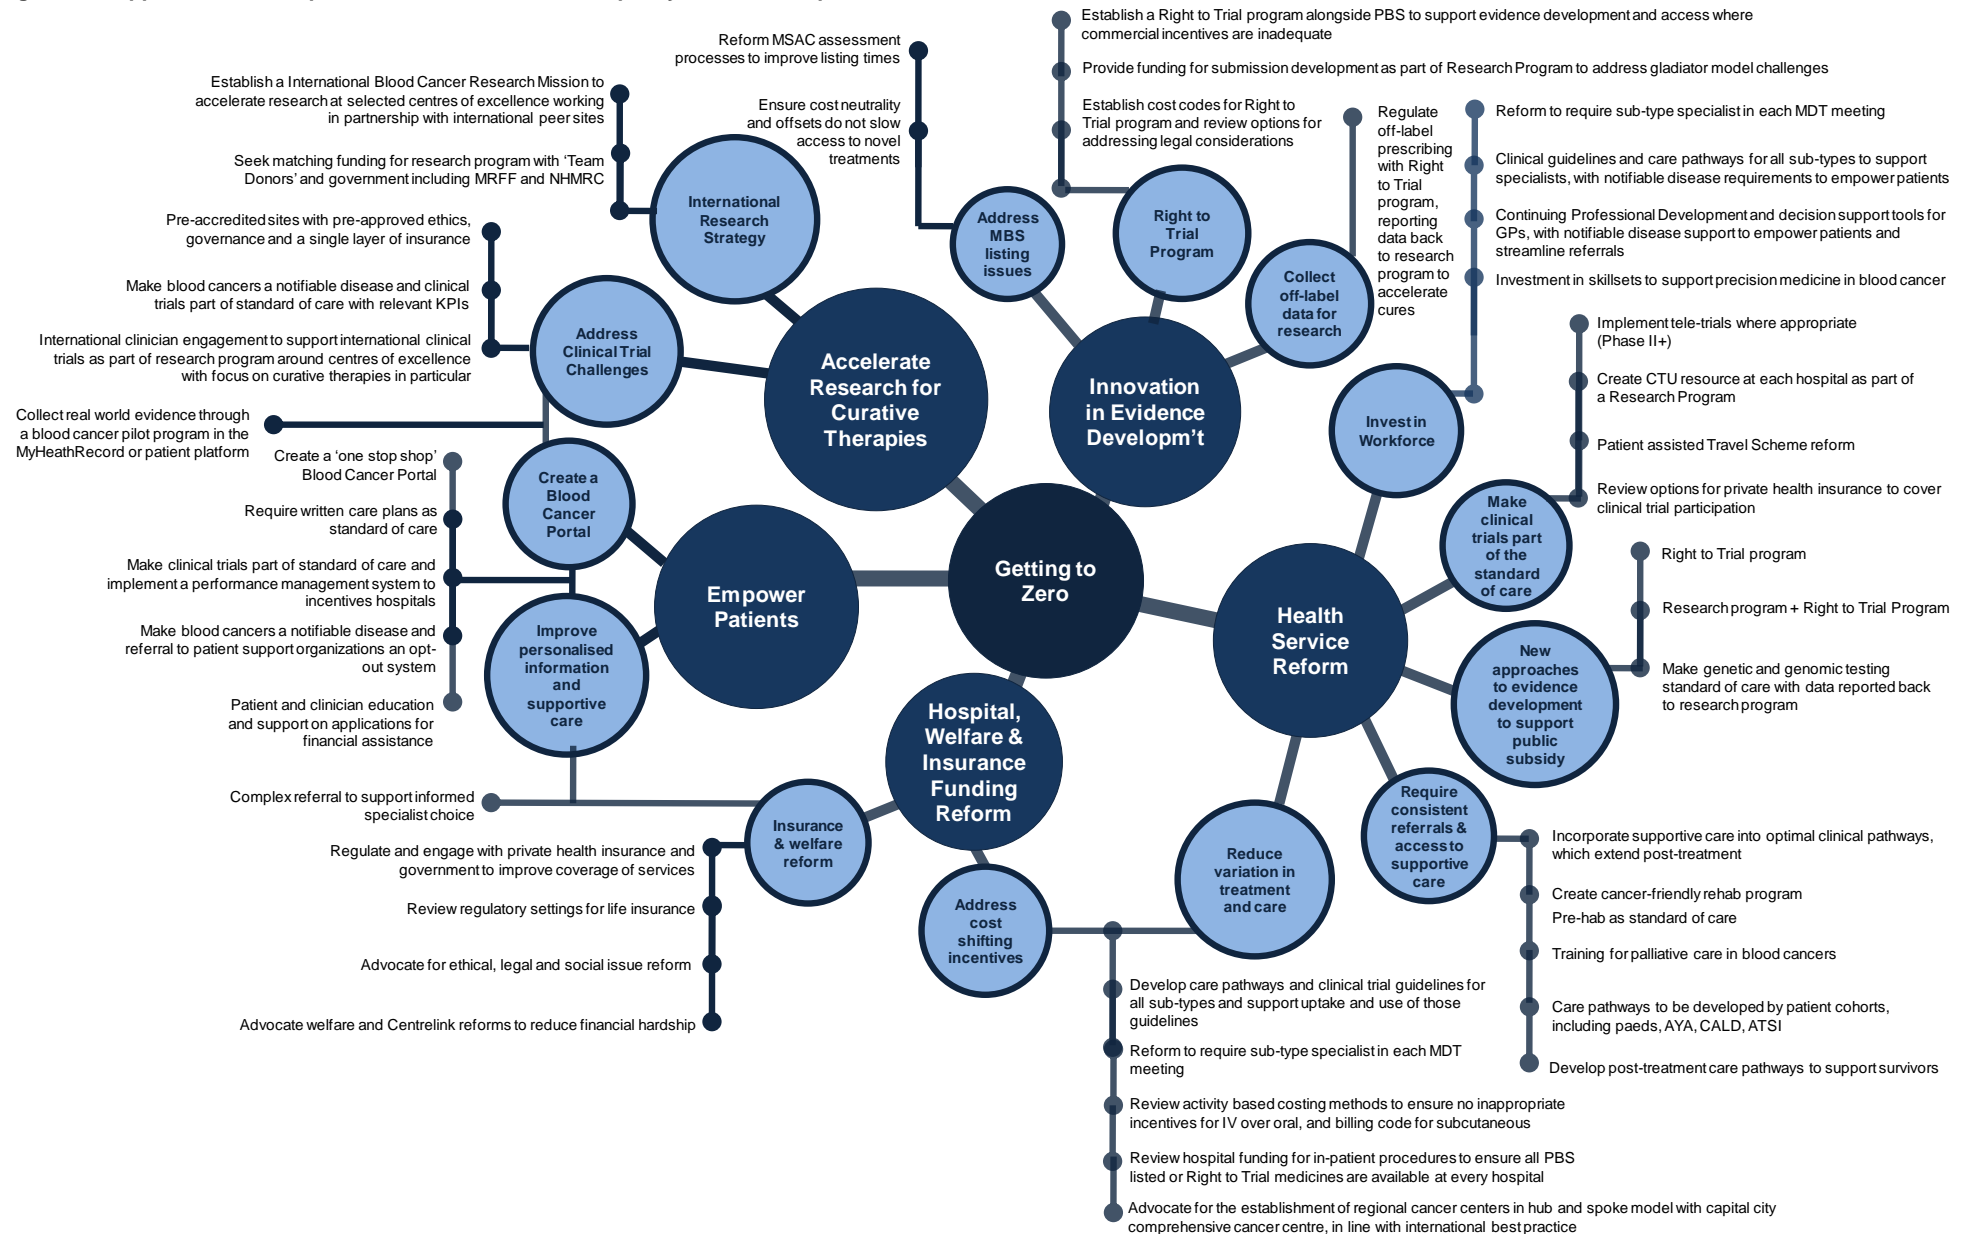 Establish a Right to Trial program alongside PBS to support evidence development and access where
commercial incentives are inadequate
Provide funding for submission development as part of Research Program to address gladiator model challenges
Establish cost codes for Right to
Trial program and review options for
addressing legal considerations
Reform MSAC assessment
processes to improve listing times
Ensure cost neutrality
and offsets do not slow
access to novel
treatments
Establish a International Blood Cancer Research Mission to
accelerate research at selected centres of excellence working
in partnership with international peer sites
Seek matching funding for research program with ‘Team
Donors’ and government including MRFF and NHMRC
Pre-accredited sites with pre-approved ethics,
governance and a single layer of insurance
Make blood cancers a notifiable disease and clinical
trials part of standard of care with relevant KPIs
International clinician engagement to support international clinical
trials as part of research program around centres of excellence
with focus on curative therapies in particular
Collect real world evidence through
a blood cancer pilot program in the
MyHeathRecord or patient platform
Create a ‘one stop shop’
Blood Cancer Portal
Require written care plans as
standard of care
Make clinical trials part of standard of care and
implement a performance management system to
incentives hospitals
Make blood cancers a notifiable disease and
referral to patient support organizations an opt-
out system
Patient and clinician education
and support on applications for
financial assistance
Complex referral to support informed
specialist choice
Regulate and engage with private health insurance and
government to improve coverage of services
Review regulatory settings for life insurance
Advocate for ethical, legal and social issue reform
Advocate welfare and Centrelink reforms to reduce financial hardship
International
Research
Strategy
Address
Clinical Trial
Challenges
Create a
Blood
Cancer
Portal
Improve
personalised
information
and
supportive
care
Insurance
& welfare
reform
Address
cost
shifting
incentives
Address
MBS
listing
issues
Right to
Trial
Program
Collect
off-label
data for
research
Regulate
off-label
prescribing
with Right
to Trial
program,
reporting
data back
to research
program to
accelerate
cures
Accelerate
Research for
Curative
Therapies
Innovation
in Evidence
Developm’t
Empower
Patients
Getting to
Zero
Health
Service
Reform
Hospital,
Welfare &
Insurance
Funding
Reform
Invest in
Workforce
Make
clinical
trials part
of the
standard
of care
New
approaches
to evidence
development
to support
public
subsidy
Require
consistent
referrals &
access to
supportive
care
Reduce
variation in
treatment
and care
Reform to require sub-type specialist in each MDT meeting
Clinical guidelines and care pathways for all sub-types to support
specialists, with notifiable disease requirements to empower patients
Continuing Professional Development and decision support tools for
GPs, with notifiable disease support to empower patients and
streamline referrals
Investment in skillsets to support precision medicine in blood cancer
Implement tele-trials where appropriate
(Phase II+)
Create CTU resource at each hospital as part of
a Research Program
Patient assisted Travel Scheme reform
Review options for private health insurance to cover
clinical trial participation
Right to Trial program
Research program + Right to Trial Program
Make genetic and genomic testing
standard of care with data reported back
to research program
Incorporate supportive care into optimal clinical pathways,
which extend post-treatment
Create cancer-friendly rehab program
Pre-hab as standard of care
Training for palliative care in blood cancers
Care pathways to be developed by patient cohorts,
including paeds, AYA, CALD, ATSI
Develop post-treatment care pathways to support survivors
Develop care pathways and clinical trial guidelines for
all sub-types and support uptake and use of those
guidelines
Reform to require sub-type specialist in each MDT
meeting
Review activity based costing methods to ensure no inappropriate
incentives for IV over oral, and billing code for subcutaneous
Review hospital funding for in-patient procedures to ensure all PBS
listed or Right to Trial medicines are available at every hospital
Advocate for the establishment of regional cancer centers in hub and spoke model with capital city
comprehensive cancer centre, in line with international best practice